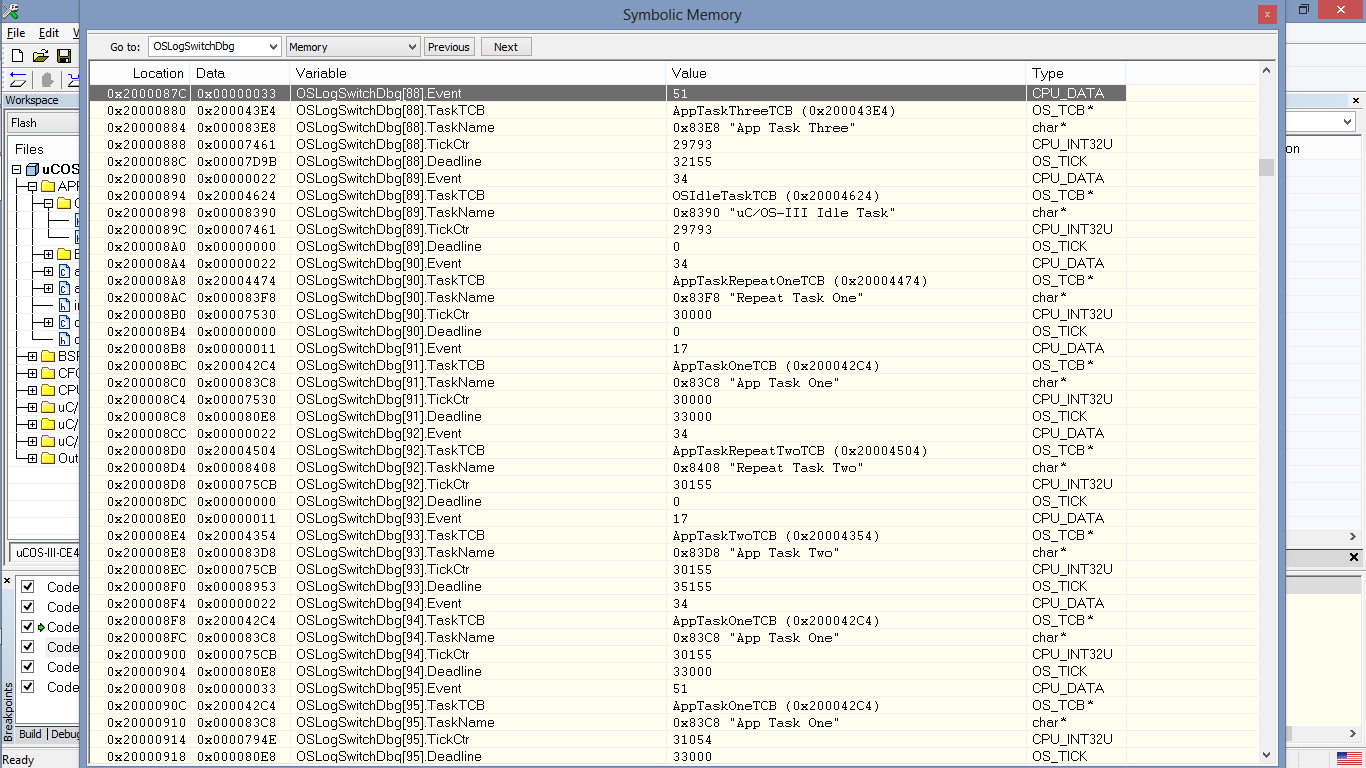 Symbolic Memory
File Edit V
Go to: OSLogSwitchDbg Memory Previous Next
Workspace
Flash
Files
uCOS
APP
BSP
CPU
uC/
uC/
uC/
Out
uCOS-III-CE4
Code
Code
Code
Code
Code
Code
Breakpoints
Build Debug
Ready
on
Location Data Variable Value Type
0x2000087C 0x00000033 OSLogSwitchDbg[88].Event 51 CPU_DATA
0x20000880 0x200043E4 OSLogSwitchDbg[88].TaskTCB AppTaskThreeTCB (0x200043E4) OS_TCB*
0x20000884 0x000083E8 OSLogSwitchDbg[88].TaskName 0x83E8 "App Task Three" char*
0x20000888 0x00007461 OSLogSwitchDbg[88].TickCtr 29793 CPU_INT32U
0x2000088C 0x00007D9B OSLogSwitchDbg[88].Deadline 32155 OS_TICK
0x20000890 0x00000022 OSLogSwitchDbg[89].Event 34 CPU_DATA
0x20000894 0x20004624 OSLogSwitchDbg[89].TaskTCB OSIdleTaskTCB (0x20004624) OS_TCB*
0x20000898 0x00008390 OSLogSwitchDbg[89].TaskName 0x8390 "uC/OS-III Idle Task" char*
0x2000089C 0x00007461 OSLogSwitchDbg[89].TickCtr 29793 CPU_INT32U
0x200008A0 0x00000000 OSLogSwitchDbg[89].Deadline 0 OS_TICK
0x200008A4 0x00000022 OSLogSwitchDbg[90].Event 34 CPU_DATA
0x200008A8 0x20004474 OSLogSwitchDbg[90].TaskTCB AppTaskRepeatOneTCB (0x20004474) OS_TCB*
0x200008AC 0x000083F8 OSLogSwitchDbg[90].TaskName 0x83F8 "Repeat Task One" char*
0x200008B0 0x00007530 OSLogSwitchDbg[90].TickCtr 30000 CPU_INT32U
0x200008B4 0x00000000 OSLogSwitchDbg[90].Deadline 0 OS_TICK
0x200008B8 0x00000011 OSLogSwitchDbg[91].Event 17 CPU_DATA
0x200008BC 0x200042C4 OSLogSwitchDbg[91].TaskTCB AppTaskOneTCB (0x200042C4) OS_TCB*
0x200008C0 0x000083C8 OSLogSwitchDbg[91].TaskName 0x83C8 "App Task One" char*
0x200008C4 0x00007530 OSLogSwitchDbg[91].TickCtr 30000 CPU_INT32U
0x200008C8 0x000080E8 OSLogSwitchDbg[91].Deadline 33000 OS_TICK
0x200008CC 0x00000022 OSLogSwitchDbg[92].Event 34 CPU_DATA
0x200008D0 0x20004504 OSLogSwitchDbg[92].TaskTCB AppTaskRepeatTwoTCB (0x20004504) OS_TCB*
0x200008D4 0x00008408 OSLogSwitchDbg[92].TaskName 0x8408 "Repeat Task Two" char*
0x200008D8 0x000075CB OSLogSwitchDbg[92].TickCtr 30155 CPU_INT32U
0x200008DC 0x00000000 OSLogSwitchDbg[92].Deadline 0 OS_TICK
0x200008E0 0x00000011 OSLogSwitchDbg[93].Event 17 CPU_DATA
0x200008E4 0x20004354 OSLogSwitchDbg[93].TaskTCB AppTaskTwoTCB (0x20004354) OS_TCB*
0x200008E8 0x000083D8 OSLogSwitchDbg[93].TaskName 0x83D8 "App Task Two" char*
0x200008EC 0x000075CB OSLogSwitchDbg[93].TickCtr 30155 CPU_INT32U
0x200008F0 0x00008953 OSLogSwitchDbg[93].Deadline 35155 OS_TICK
0x200008F4 0x00000022 OSLogSwitchDbg[94].Event 34 CPU_DATA
0x200008F8 0x200042C4 OSLogSwitchDbg[94].TaskTCB AppTaskOneTCB (0x200042C4) OS_TCB*
0x200008FC 0x000083C8 OSLogSwitchDbg[94].TaskName 0x83C8 "App Task One" char*
0x20000900 0x000075CB OSLogSwitchDbg[94].TickCtr 30155 CPU_INT32U
0x20000904 0x000080E8 OSLogSwitchDbg[94].Deadline 33000 OS_TICK
0x20000908 0x00000033 OSLogSwitchDbg[95].Event 51 CPU_DATA
0x2000090C 0x200042C4 OSLogSwitchDbg[95].TaskTCB AppTaskOneTCB (0x200042C4) OS_TCB*
0x20000910 0x000083C8 OSLogSwitchDbg[95].TaskName 0x83C8 "App Task One" char*
0x20000914 0x0000794E OSLogSwitchDbg[95].TickCtr 31054 CPU_INT32U
0x20000918 0x000080E8 OSLogSwitchDbg[95].Deadline 33000 OS_TICK